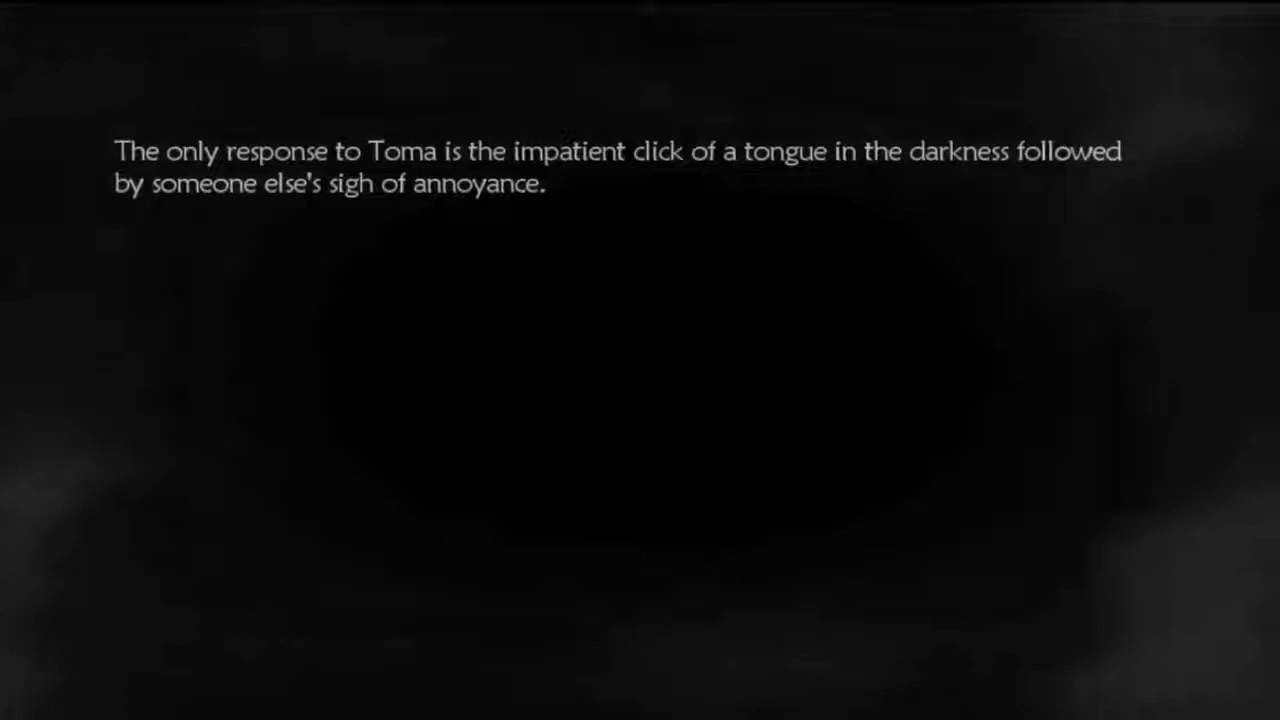 The only response to Toma is the impatient click of a tongue in the darkness followed
by someone else's sigh of annoyance.